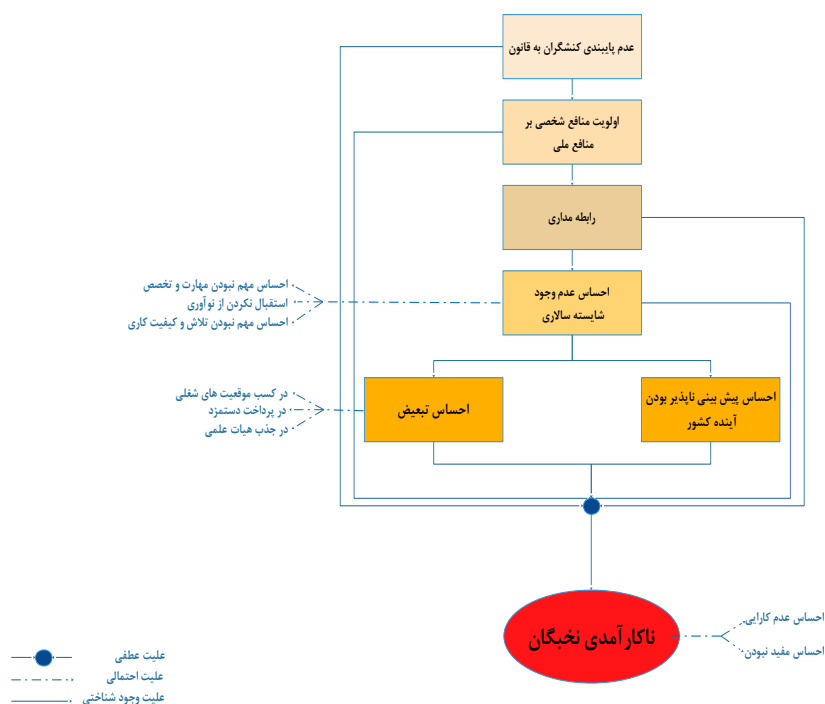 عدم پایبندی کنشگران به قانون
اولویت منافع شخصی بر
منافع ملی
رابطه مداری
احساس عدم وجود
شایسته سالاری
احساس مهم نبودن مهارت و تخصص
استقبال نکردن از نوآوری
احساس مهم نبودن تلاش و کیفیت کاری
احساس پیش بینی ناپذیر بودن
آینده کشور
احساس تبعیض
در کسب موقعیت های شغلی
در پرداخت دستمزد
در جذب هیات علمی
ناکارآمدی نخبگان
احساس عدم کارایی
احساس مفید نبودن
علیت عطفی
علیت احتمالی
علیت وجود شناختی